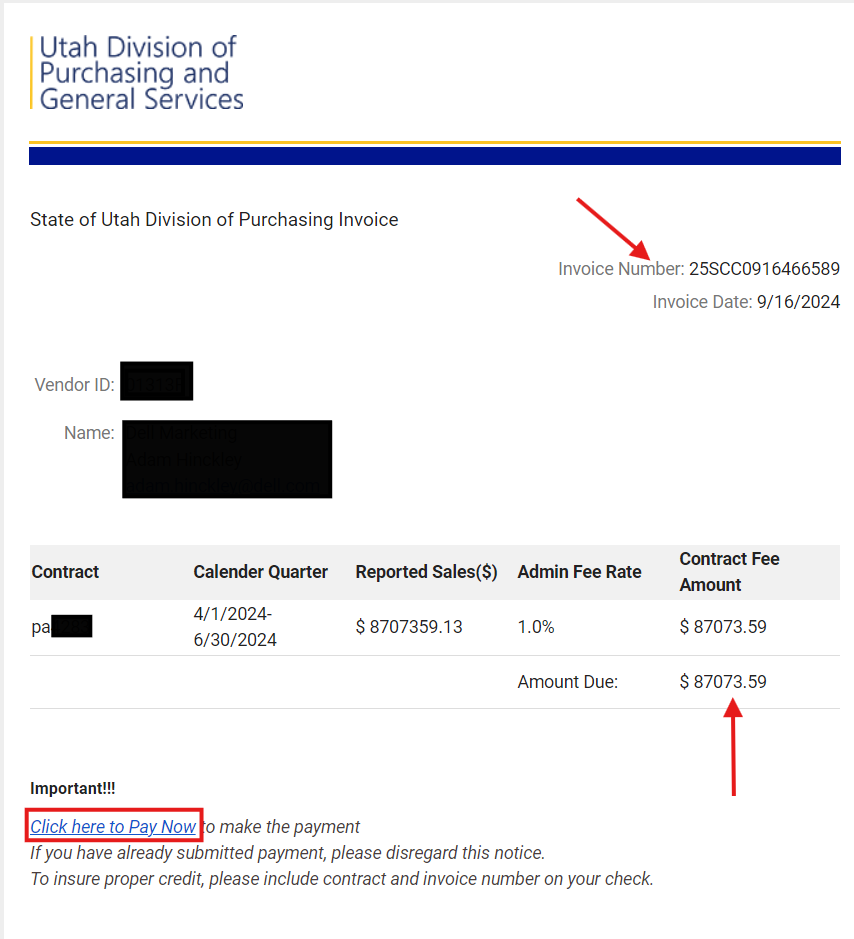 Utah Division of
Purchasing and
General Services
State of Utah Division of Purchasing Invoice
Invoice Number: 25SCC0916466589
Invoice Date: 9/16/2024
Vendor ID:
Name:
Contract Calender Quarter Reported Sales($) Admin Fee Rate Contract Fee Amount
pa 4/1/2024- $ 8707359.13 1.0% $ 87073.59
6/30/2024
Amount Due: $ 87073.59
Important!!!
Click here to Pay Now to make the payment
If you have already submitted payment, please disregard this notice.
To insure proper credit, please include contract and invoice number on your check.